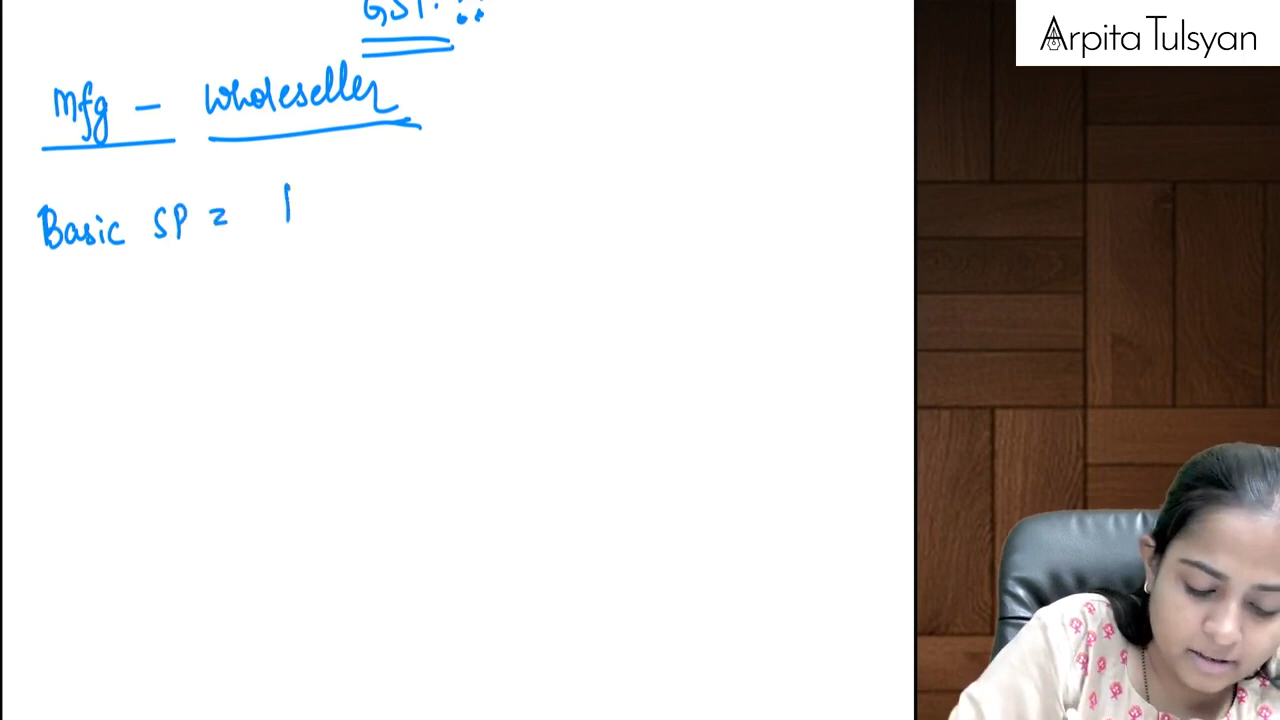 GST.
Arpita Tulsyan
Mfg - Wholeseller
Basic SP =